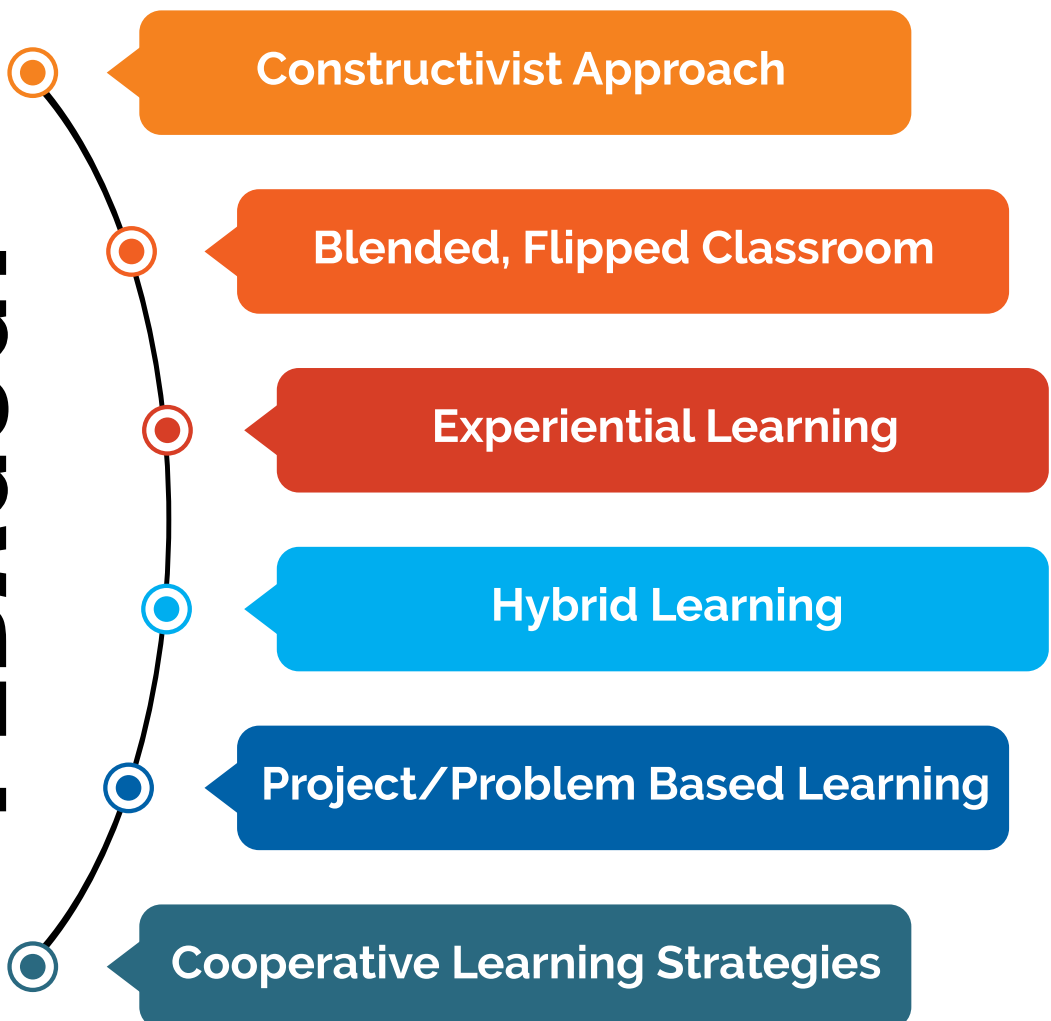 Constructivist Approach
Blended, Flipped Classroom
Experiential Learning
Hybrid Learning
Project/Problem Based Learning
Cooperative Learning Strategies